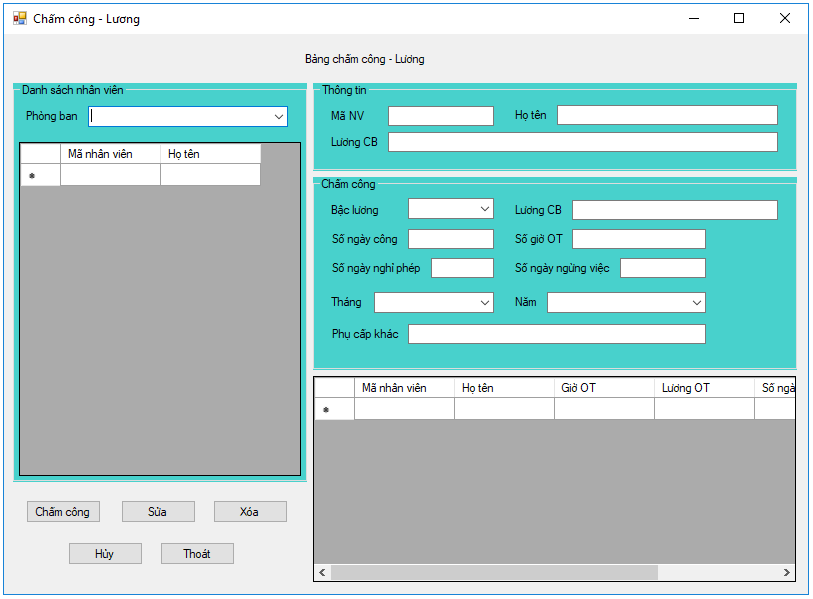 Chấm công - Lương
Bảng chấm công - Lương
Danh sách nhân viên
Phòng ban
Mã nhân viên Họ tên
Chấm công Sửa Xóa
Hủy Thoát
Thông tin
Mã NV Họ tên
Lương CB
Chấm công
Bậc lương Lương CB
Số ngày công Số giờ OT
Số ngày nghỉ phép Số ngày ngừng việc
Tháng Năm
Phụ cấp khác
Mã nhân viên Họ tên Giờ OT Lương OT Số ngà